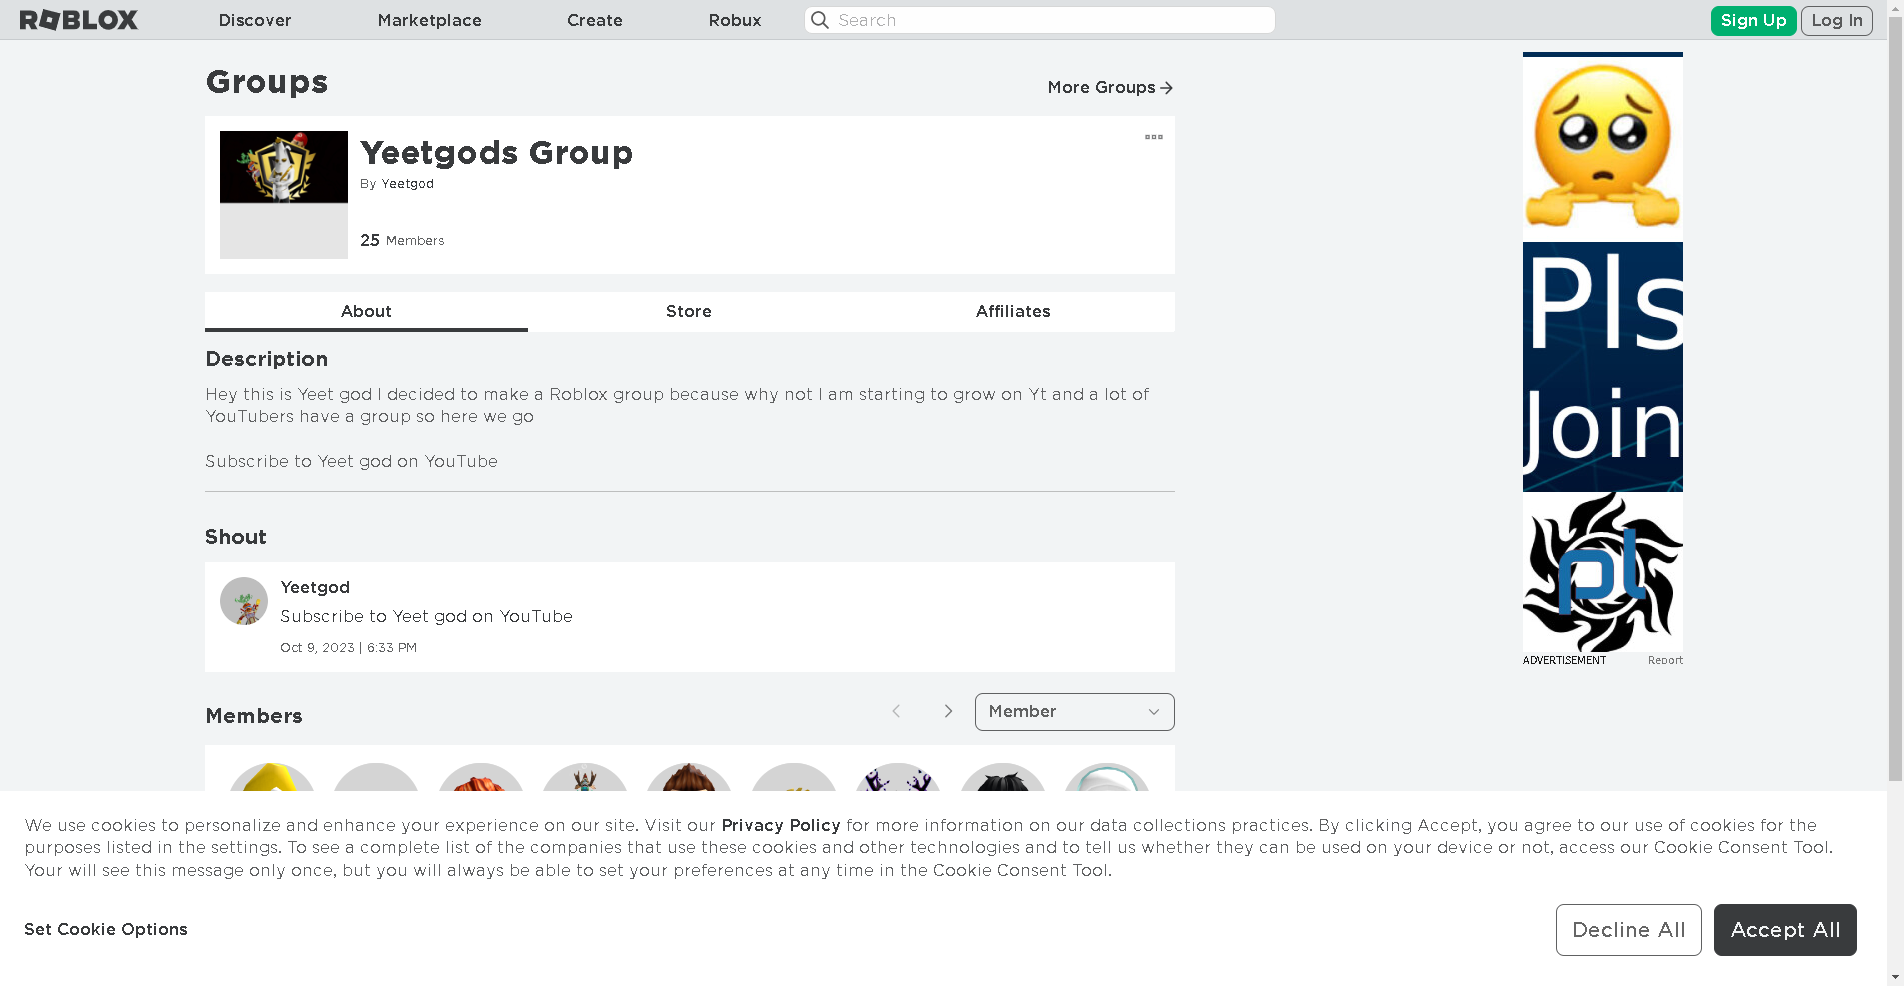 ROBLOX
Discover
Marketplace
Create
Robux
Search
Sign Up
Log In
Groups
More Groups
Yeetgods Group
By Yeetgod
25 Members
About
Store
Affiliates
Description
Hey this is Yeet god I decided to make a Roblox group because why not I am starting to grow on Yt and a lot of
YouTubers have a group so here we go
Subscribe to Yeet god on YouTube
Shout
Yeetgod
Subscribe to Yeet god on YouTube
Oct 9, 2023 | 6:33 PM
Members
Member
Pls
Join
pl
ADVERTISEMENT
Report
We use cookies to personalize and enhance your experience on our site. Visit our Privacy Policy for more information on our data collections practices. By clicking Accept, you agree to our use of cookies for the
purposes listed in the settings. To see a complete list of the companies that use these cookies and other technologies and to tell us whether they can be used on your device or not, access our Cookie Consent Tool.
Your will see this message only once, but you will always be able to set your preferences at any time in the Cookie Consent Tool.
Set Cookie Options
Decline All
Accept All